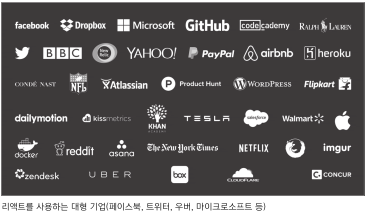 facebook Dropbox Microsoft GitHub codecademy RALPH LAUREN
BBC New Relic YAHOO! PayPal airbnb heroku
CONDÉ NAST NFL Atlassian Product Hunt WORDPRESS Flipkart
dailymotion kissmetrics KHAN ACADEMY TESLA salesforce Walmart
docker reddit asana The New York Times NETFLIX imgur
zendesk UBER box CLOUDFLARE CONCUR
리액트를 사용하는 대형 기업(페이스북, 트위터, 우버, 마이크로소프트 등)